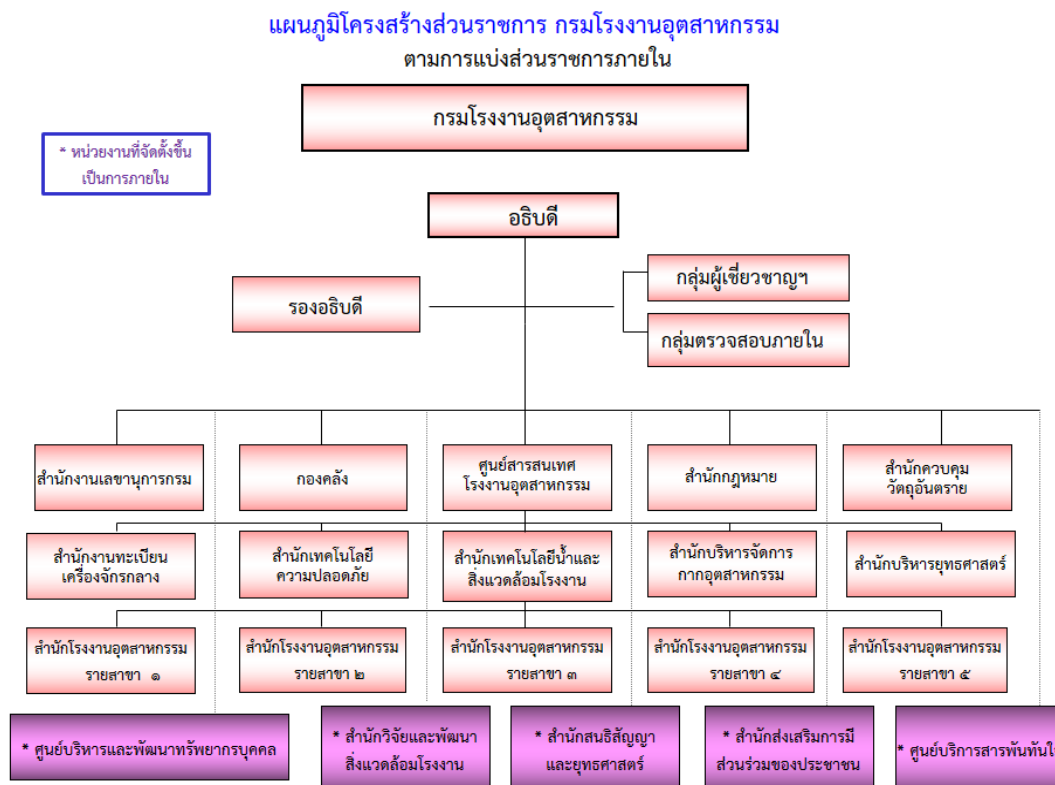 แผนภูมิโครงสร้างส่วนราชการ กรมโรงงานอุตสาหกรรม
ตามการแบ่งส่วนราชการภายใน
กรมโรงงานอุตสาหกรรม
* หน่วยงานที่จัดตั้งขึ้น
เป็นการภายใน
อธิบดี
รองอธิบดี
กลุ่มผู้เชี่ยวชาญฯ
กลุ่มตรวจสอบภายใน
สำนักงานเลขานุการกรม
กองคลัง
ศูนย์สารสนเทศ
โรงงานอุตสาหกรรม
สำนักกฎหมาย
สำนักควบคุม
วัตถุอันตราย
สำนักงานทะเบียน
เครื่องจักรกลาง
สำนักเทคโนโลยี
ความปลอดภัย
สำนักเทคโนโลยีน้ำและ
สิ่งแวดล้อมโรงงาน
สำนักบริหารจัดการ
กากอุตสาหกรรม
สำนักบริหารยุทธศาสตร์
สำนักโรงงานอุตสาหกรรม
รายสาขา ๑
สำนักโรงงานอุตสาหกรรม
รายสาขา ๒
สำนักโรงงานอุตสาหกรรม
รายสาขา ๓
สำนักโรงงานอุตสาหกรรม
รายสาขา ๔
สำนักโรงงานอุตสาหกรรม
รายสาขา ๕
* ศูนย์บริหารและพัฒนาทรัพยากรบุคคล
* สำนักวิจัยและพัฒนา
สิ่งแวดล้อมโรงงาน
* สำนักสนธิสัญญา
และยุทธศาสตร์
* สำนักส่งเสริมการมี
ส่วนร่วมของประชาชน
* ศูนย์บริการสารพันทันใ